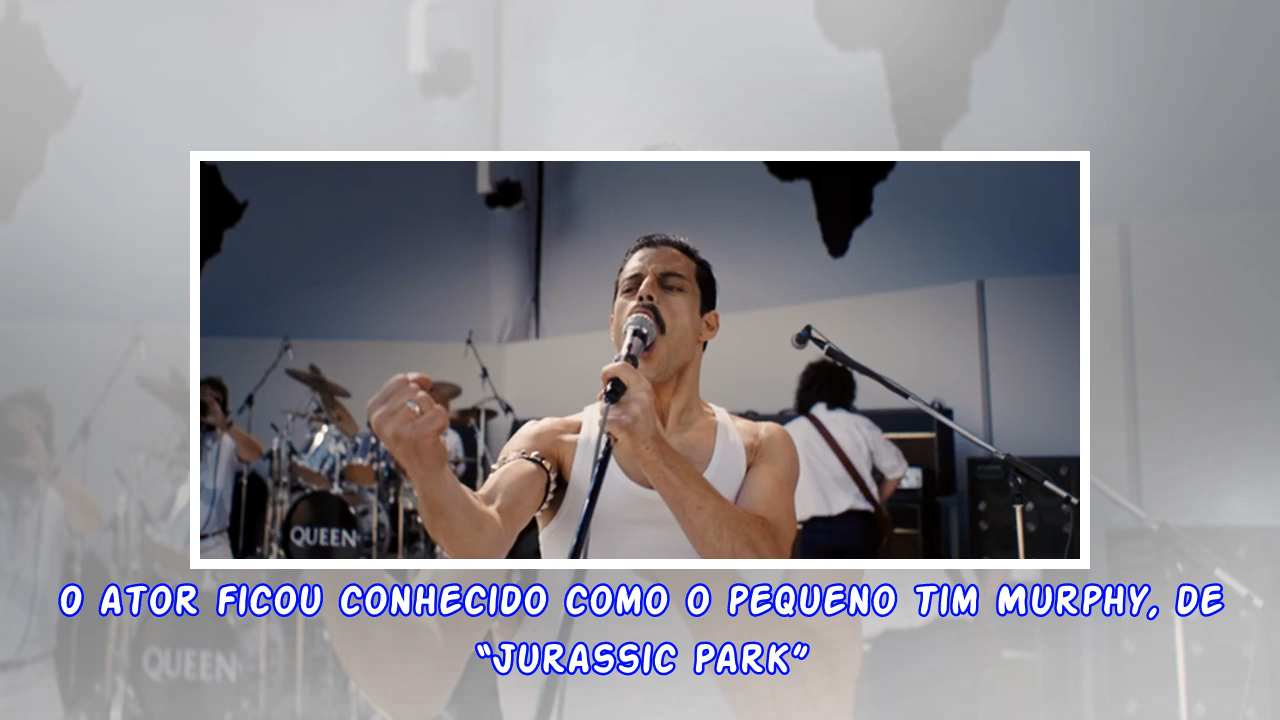 QUEEN
O ATOR FICOU CONHECIDO COMO O PEQUENO TIM MURPHY, DE
“JURASSIC PARK”
QUEEN